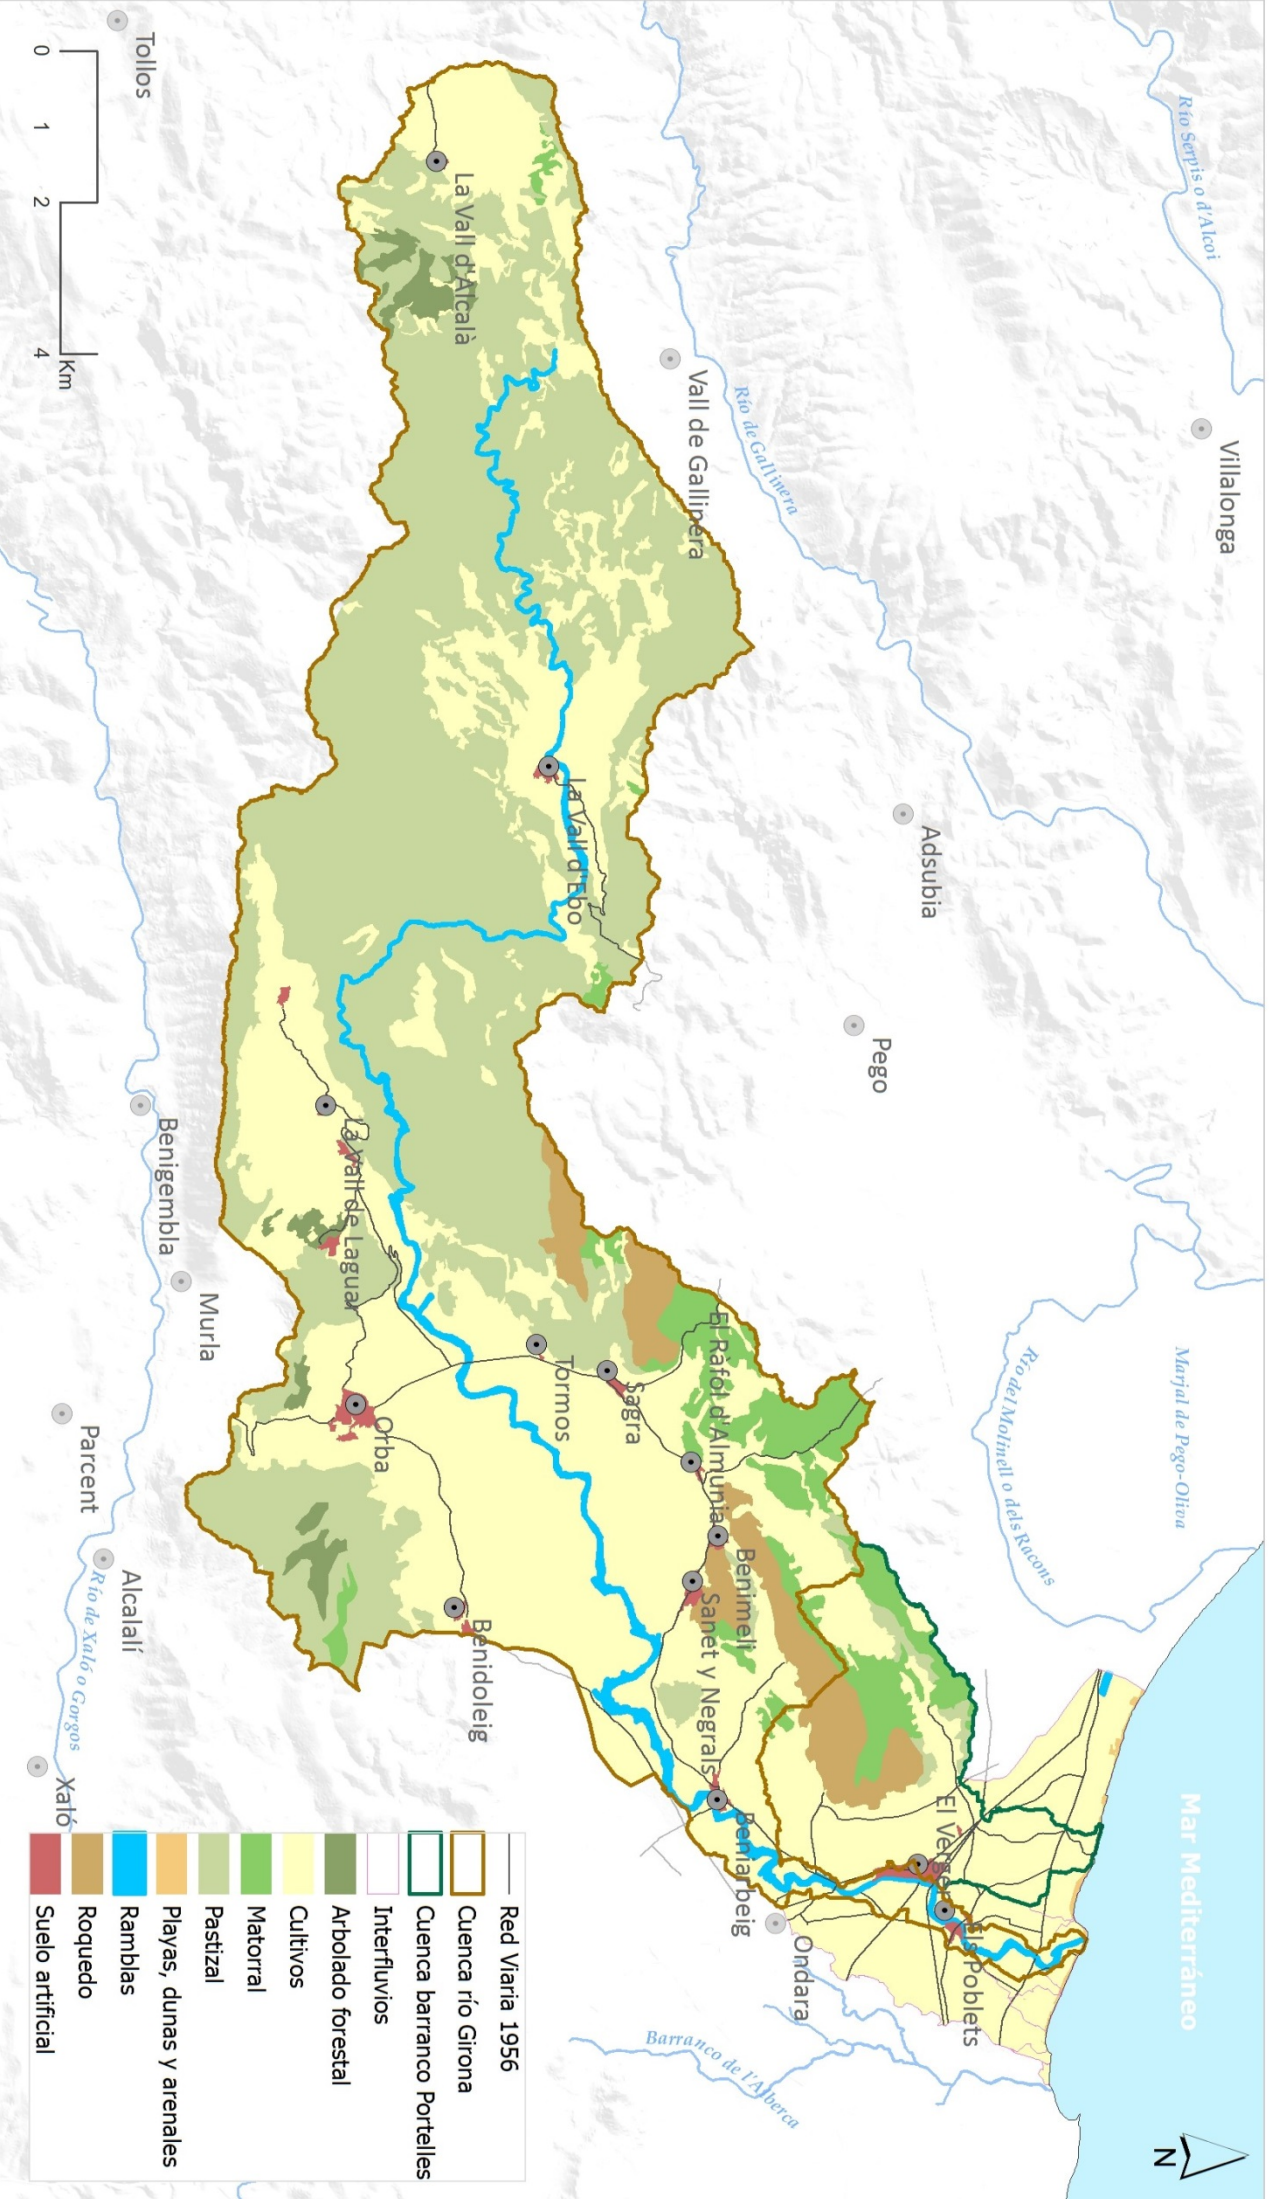 Río Serpis o d'Alcoi
Villalonga
Tollos
Vall de Gallinera
Río de Gallinera
La Vall d'Alcalà
Adsubia
Pego
Marjal de Pego-Oliva
Río del Molinell o dels Racons
La Vall d'Ebo
La Vall de Laguar
Benigembla
Murla
Parcent
Alcalalí
Río de Xaló o Gorgos
Xaló
Orba
Tormos
Sagra
El Ràfol d'Almunia
Benimeli
Sanet y Negrals
Benidoleig
Beniarbeig
El Verger
Els Poblets
Ondara
Barranco de l'Alberca
Mar Mediterráneo
N
0 1 2 4
Km
Red Viaria 1956
Cuenca río Girona
Cuenca barranco Portelles
Interfluvios
Arbolado forestal
Cultivos
Matorral
Pastizal
Playas, dunas y arenales
Ramblas
Roquedo
Suelo artificial